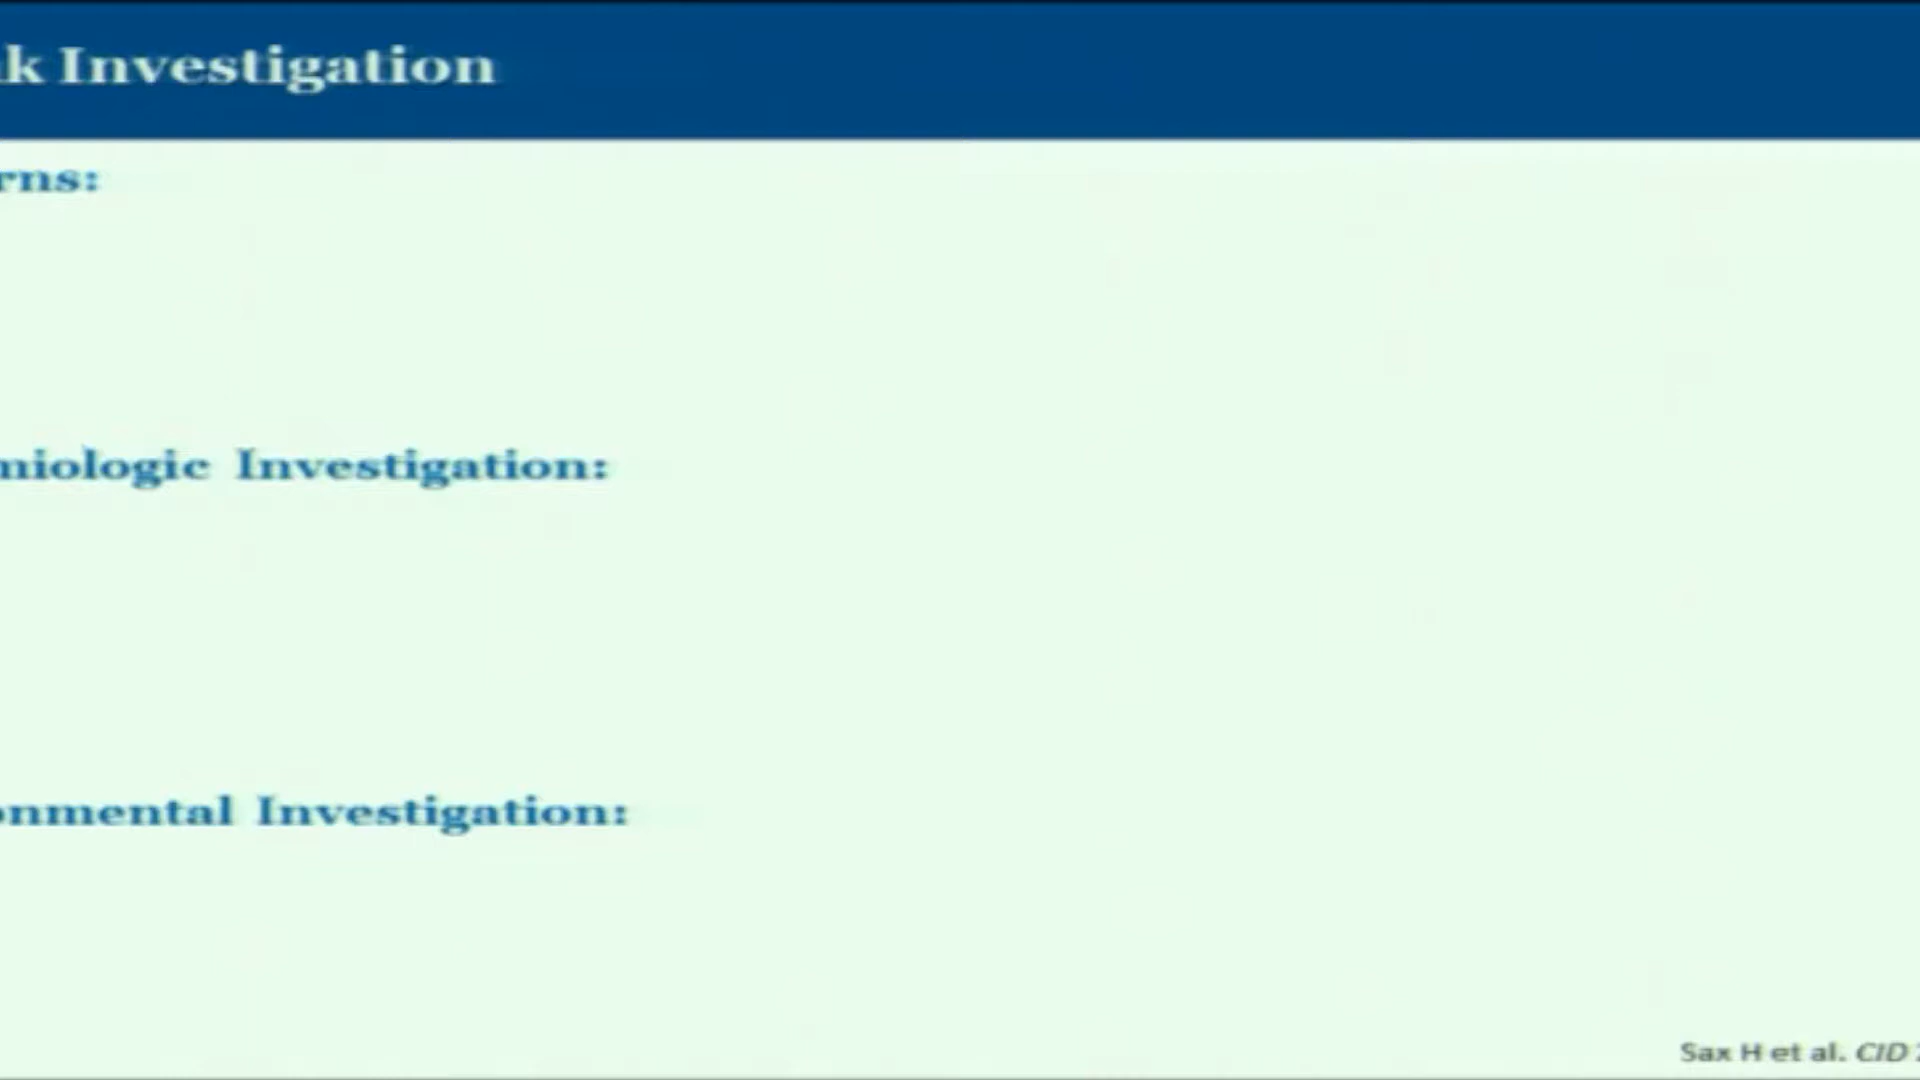 k Investigation
rns:
miologic Investigation:
onmental Investigation:
Sax H et al. CID